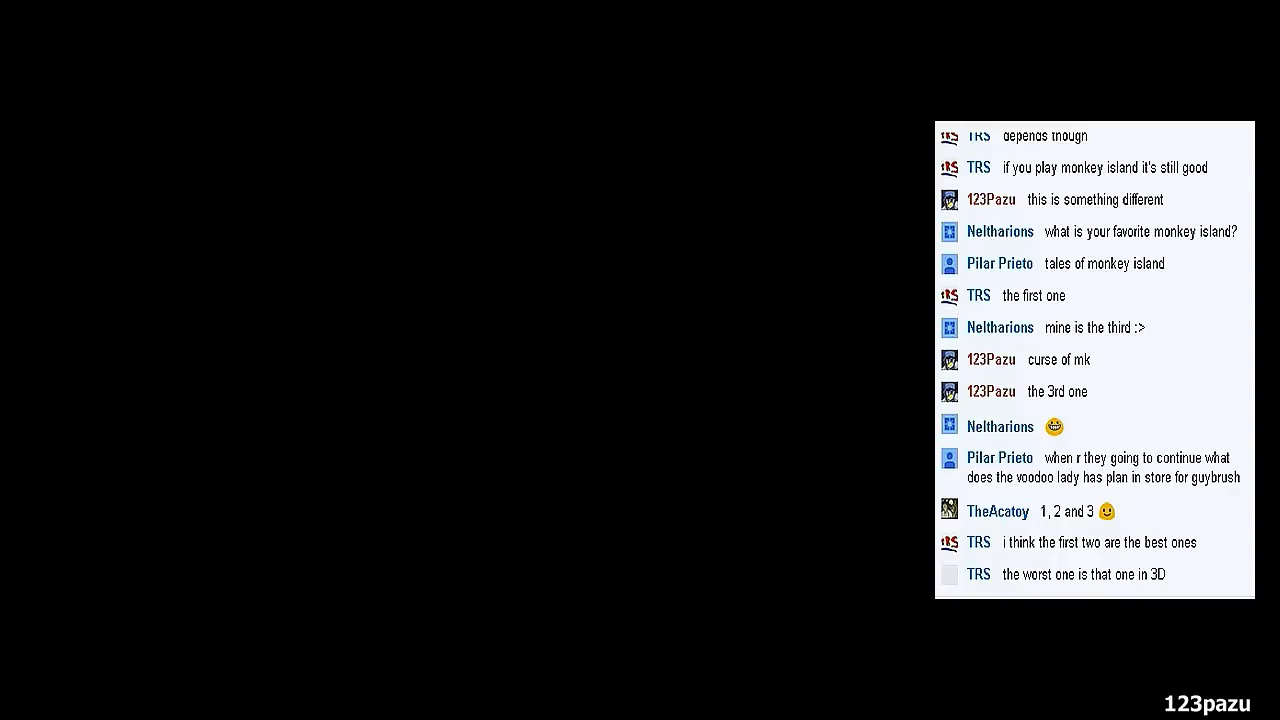 TRS depends though
TRS if you play monkey island it's still good
123Pazu this is something different
Neltharions what is your favorite monkey island?
Pilar Prieto tales of monkey island
TRS the first one
Neltharions mine is the third :>
123Pazu curse of mk
123Pazu the 3rd one
Neltharions 😁
Pilar Prieto when r they going to continue what
does the voodoo lady has plan in store for guybrush
TheAcatoy 1, 2 and 3 🙂
TRS i think the first two are the best ones
TRS the worst one is that one in 3D
123pazu